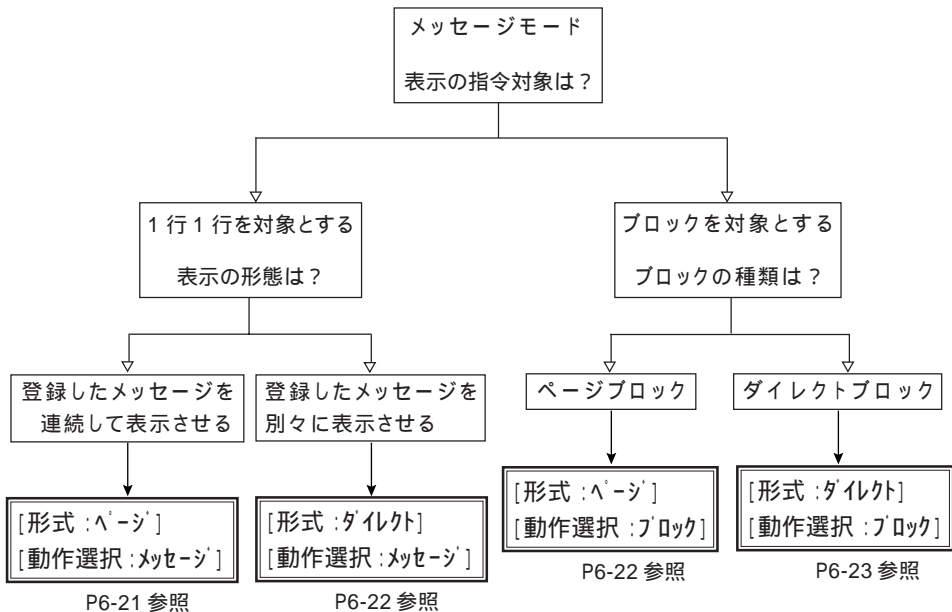 メッセージモード
表示の指令対象は？
1行1行を対象とする
表示の形態は？
ブロックを対象とする
ブロックの種類は？
登録したメッセージを
連続して表示させる
登録したメッセージを
別々に表示させる
ページブロック
ダイレクトブロック
[形式:ﾍﾟｰｼﾞ]
[動作選択:ﾒｯｾｰｼﾞ]
P6-21 参照
[形式:ﾀﾞｲﾚｸﾄ]
[動作選択:ﾒｯｾｰｼﾞ]
P6-22 参照
[形式:ﾍﾟｰｼﾞ]
[動作選択:ﾌﾞﾛｯｸ]
P6-22 参照
[形式:ﾀﾞｲﾚｸﾄ]
[動作選択:ﾌﾞﾛｯｸ]
P6-23 参照